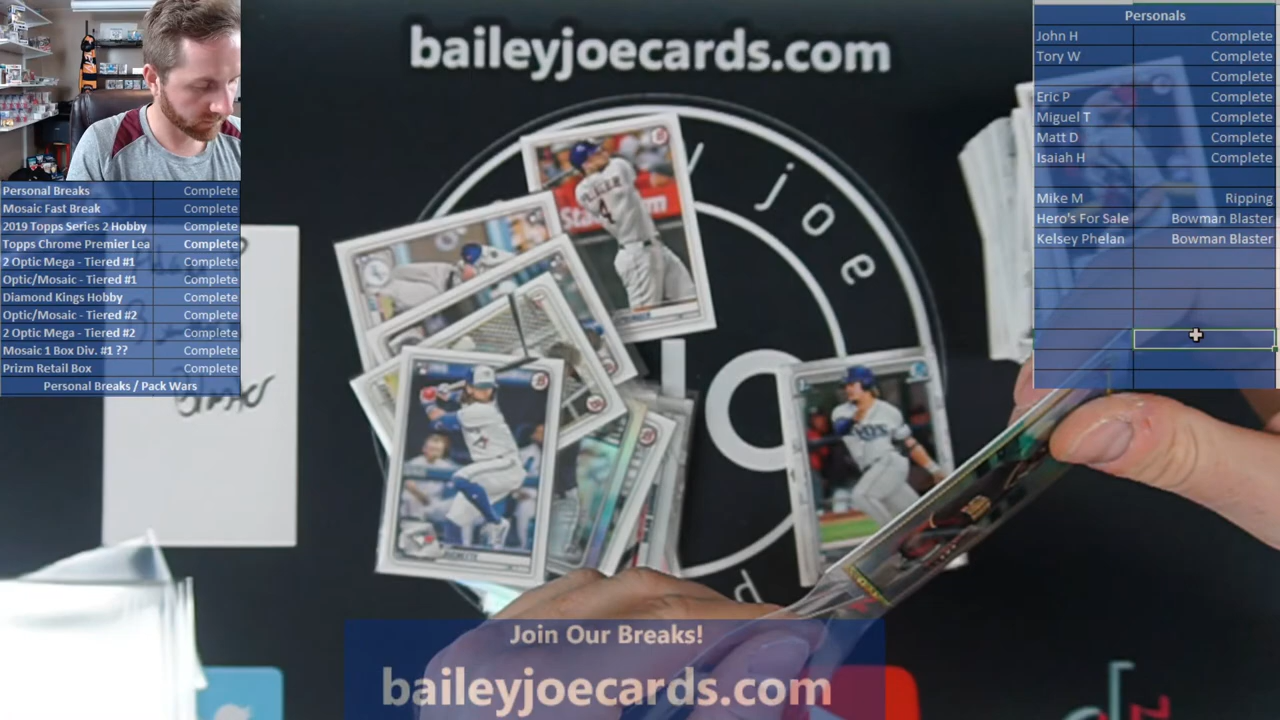 baileyjoecards.com
Personal Breaks Complete
Mosaic Fast Break Complete
2019 Topps Series 2 Hobby Complete
Topps Chrome Premier Lea Complete
2 Optic Mega - Tiered #1 Complete
Optic/Mosaic - Tiered #1 Complete
Diamond Kings Hobby Complete
Optic/Mosaic - Tiered #2 Complete
2 Optic Mega - Tiered #2 Complete
Mosaic 1 Box Div. #1 ?? Complete
Prizm Retail Box Complete
Personal Breaks / Pack Wars
Personals
John H Complete
Tory W Complete
Complete
Eric P Complete
Miguel T Complete
Matt D Complete
Isaiah H Complete
Mike M Ripping
Hero's For Sale Bowman Blaster
Kelsey Phelan Bowman Blaster
y joe
4
RAYS
Join Our Breaks!
baileyjoecards.com